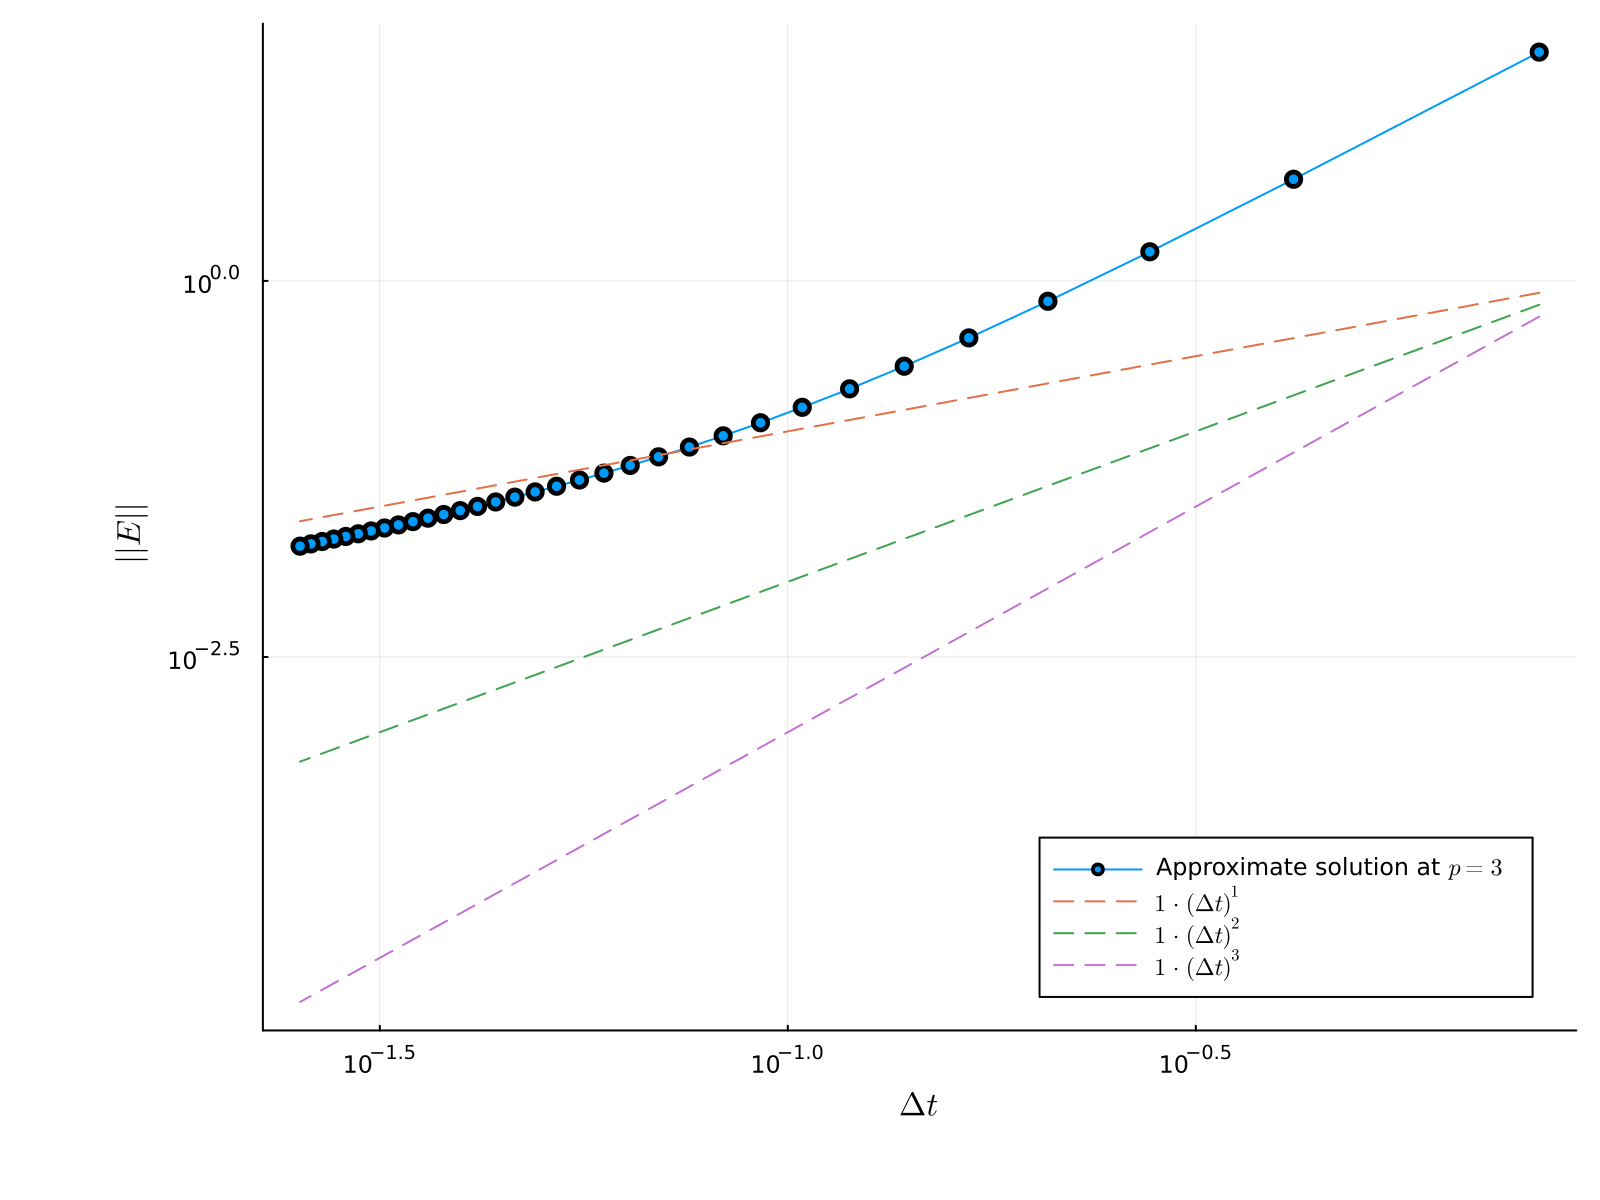 10^0.0
10^−2.5
||E||
10^−1.5
10^−1.0
10^−0.5
Δt
Approximate solution at p = 3
1 · (Δt)^1
1 · (Δt)^2
1 · (Δt)^3